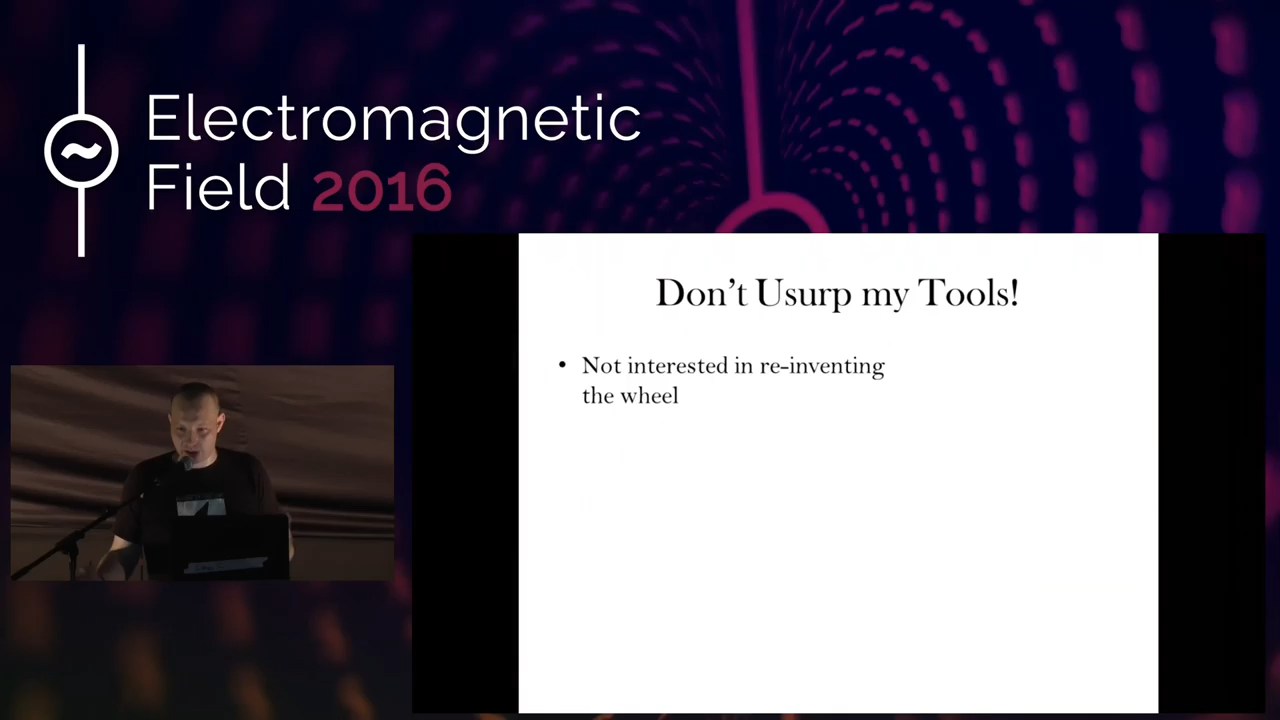 Electromagnetic
Field 2016
Don't Usurp my Tools!
• Not interested in re-inventing
the wheel